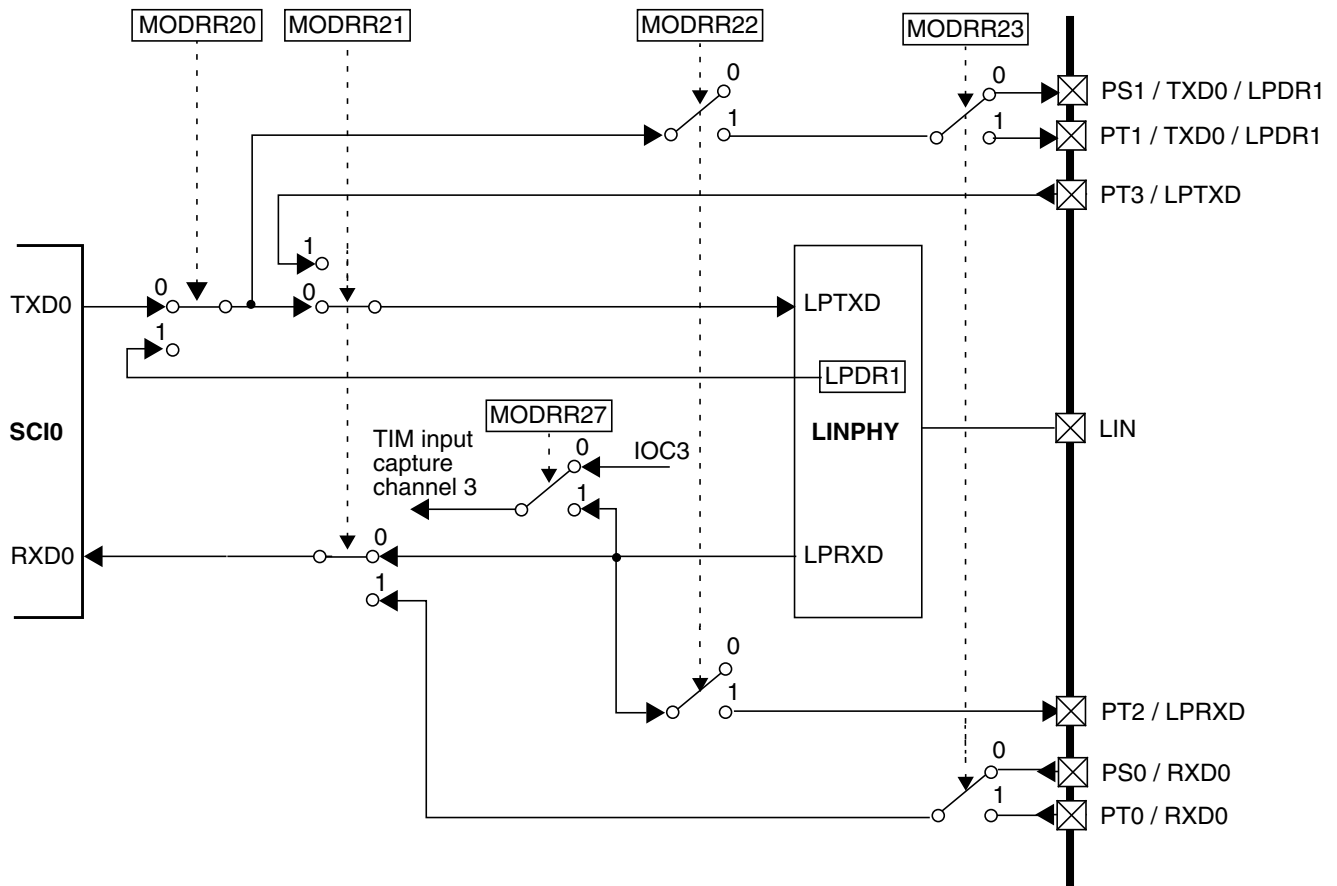 MODRR20
MODRR21
MODRR22
MODRR23
0
0
PS1 / TXD0 / LPDR1
1
1
PT1 / TXD0 / LPDR1
PT3 / LPTXD
1
TXD0
0
0
LPTXD
1
LPDR1
SCI0
MODRR27
LINPHY
LIN
TIM input
capture
channel 3
0
IOC3
1
RXD0
0
LPRXD
1
0
1
PT2 / LPRXD
0
PS0 / RXD0
1
PT0 / RXD0